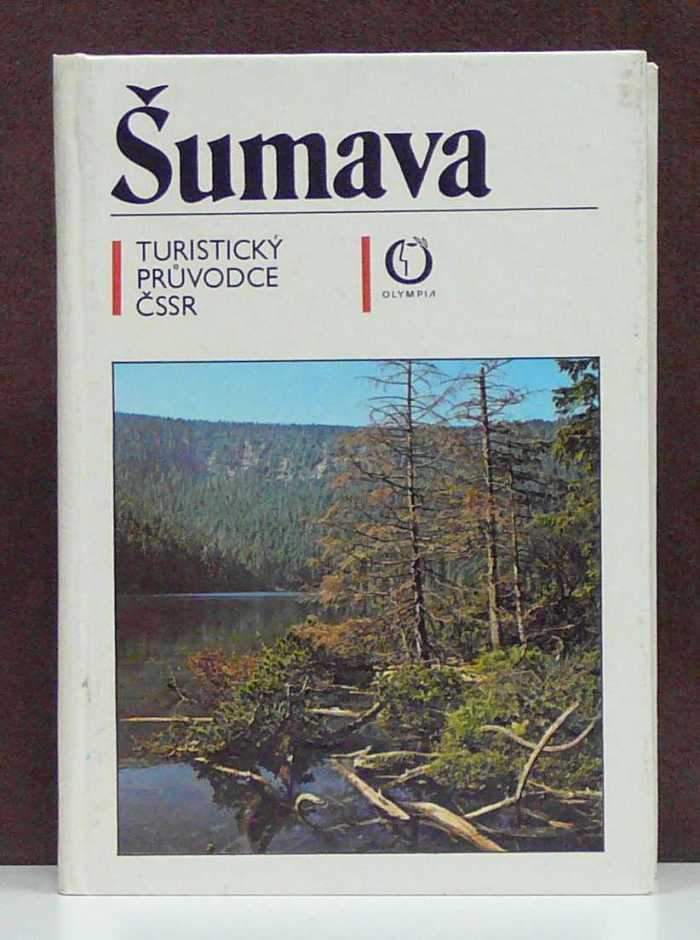 Šumava
TURISTICKÝ
PRŮVODCE
ČSSR
OLYMPIA